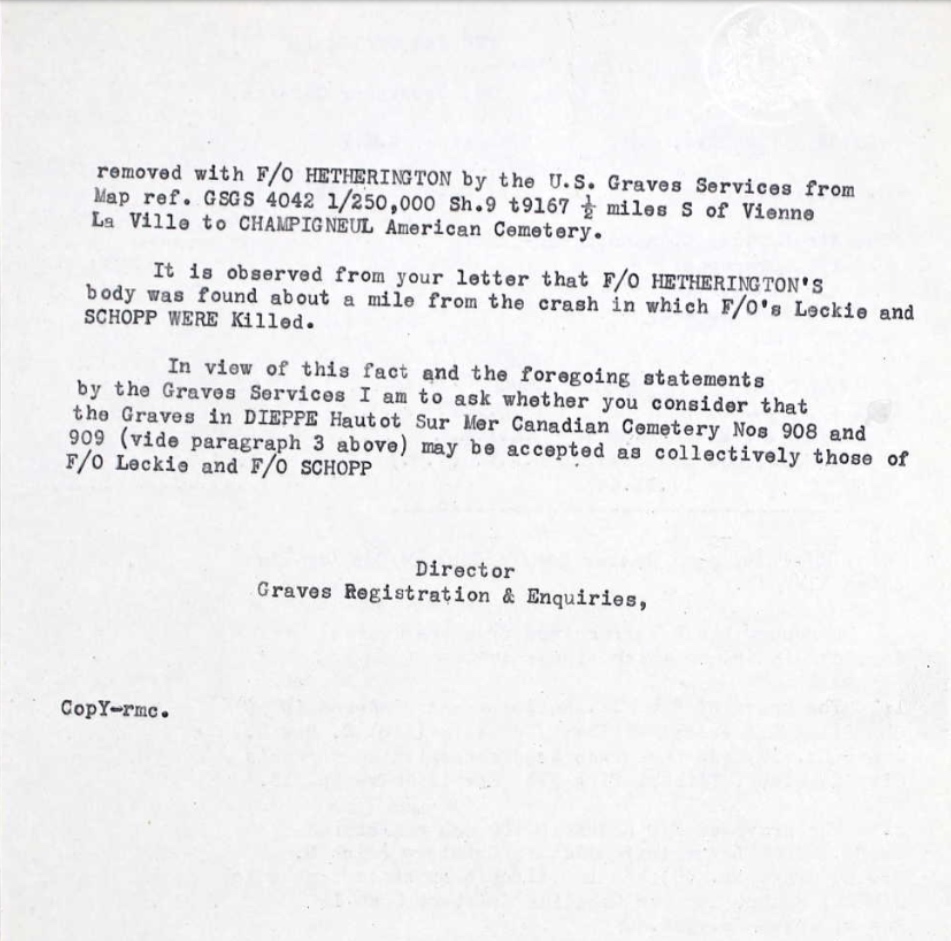 removed with F/O HETHERINGTON by the U.S. Graves Services from
Map ref. GSGS 4042 1/250,000 Sh.9 t9167 ½ miles S of Vienne
La Ville to CHAMPIGNEUL American Cemetery.
It is observed from your letter that F/O HETHERINGTON'S
body was found about a mile from the crash in which F/O's Leckie and
SCHOPP WERE Killed.
In view of this fact and the foregoing statements
by the Graves Services I am to ask whether you consider that
the Graves in DIEPPE Hautot Sur Mer Canadian Cemetery Nos 908 and
909 (vide paragraph 3 above) may be accepted as collectively those of
F/O Leckie and F/O SCHOPP
Director
Graves Registration & Enquiries,
CopY-rmc.